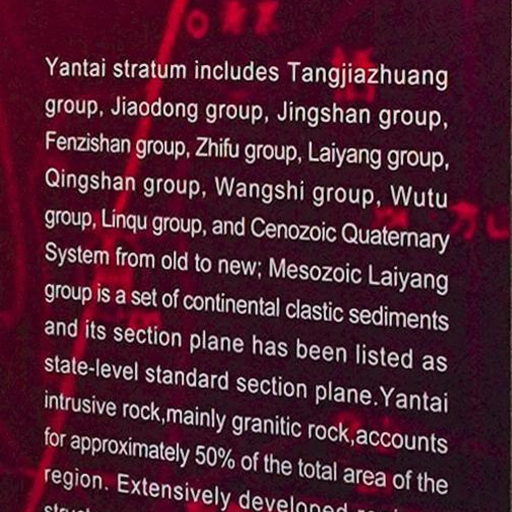 Yantai stratum includes Tangjiazhuang
group, Jiaodong group, Jingshan group,
Fenzishan group, Zhifu group, Laiyang group,
Qingshan group, Wangshi group, Wutu
group, Linqu group, and Cenozoic Quaternary
System from old to new; Mesozoic Laiyang
group is a set of continental clastic sediments
and its section plane has been listed as
state-level standard section plane.Yantai
intrusive rock,mainly granitic rock,accounts
for approximately 50% of the total area of the
region. Extensively developed